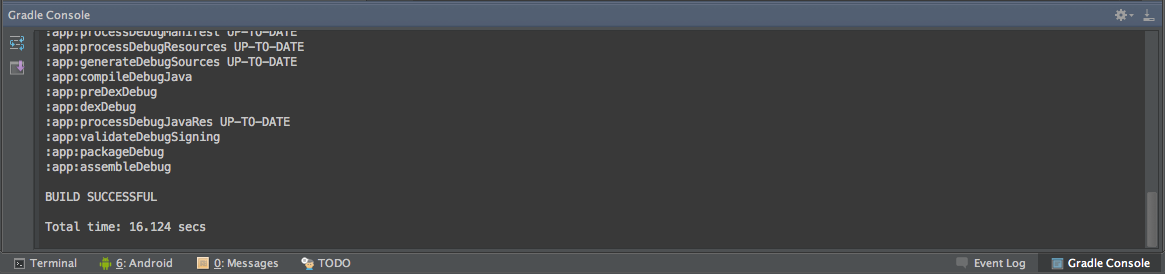 Gradle Console
:app:processDebugManifest UP-TO-DATE
:app:processDebugResources UP-TO-DATE
:app:generateDebugSources UP-TO-DATE
:app:compileDebugJava
:app:preDexDebug
:app:dexDebug
:app:processDebugJavaRes UP-TO-DATE
:app:validateDebugSigning
:app:packageDebug
:app:assembleDebug
BUILD SUCCESSFUL
Total time: 16.124 secs
Terminal 6: Android 0: Messages TODO Event Log Gradle Console